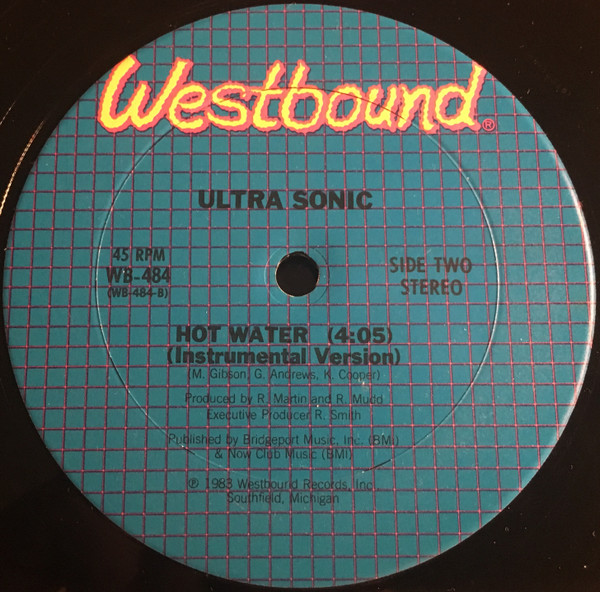 Westbound®
ULTRA SONIC
45 RPM
WB-484
(WB-484-B)
SIDE TWO
STEREO
HOT WATER (4:05)
(Instrumental Version)
(M. Gibson, G. Andrews, K. Cooper)
Produced by R. Martin and R. Mudd
Executive Producer R. Smith
Published by Bridgeport Music, Inc. (BMI)
& Now Club Music (BMI)
℗ 1983 Westbound Records, Inc.
Southfield, Michigan